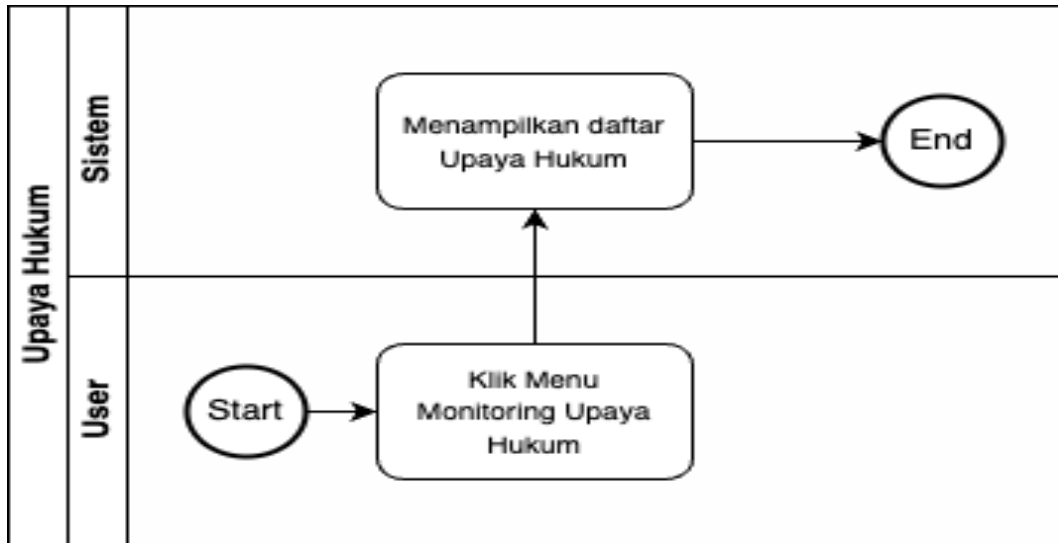 Upaya Hukum
Sistem
Menampilkan daftar
Upaya Hukum
End
User
Start
Klik Menu
Monitoring Upaya
Hukum